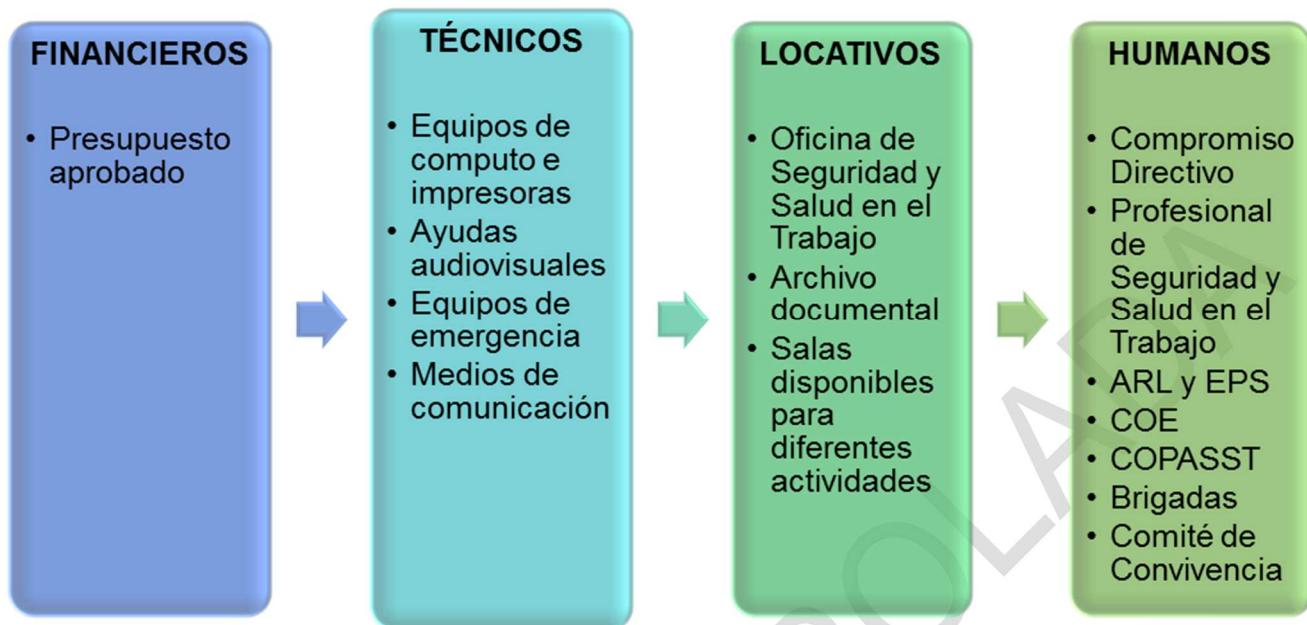 FINANCIEROS
• Presupuesto
aprobado
TÉCNICOS
• Equipos de
computo e
impresoras
• Ayudas
audiovisuales
• Equipos de
emergencia
• Medios de
comunicación
LOCATIVOS
• Oficina de
Seguridad y
Salud en el
Trabajo
• Archivo
documental
• Salas
disponibles
para
diferentes
actividades
HUMANOS
• Compromiso
Directivo
• Profesional
de
Seguridad y
Salud en el
Trabajo
• ARL y EPS
• COE
• COPASST
• Brigadas
• Comité de
Convivencia
OLADA